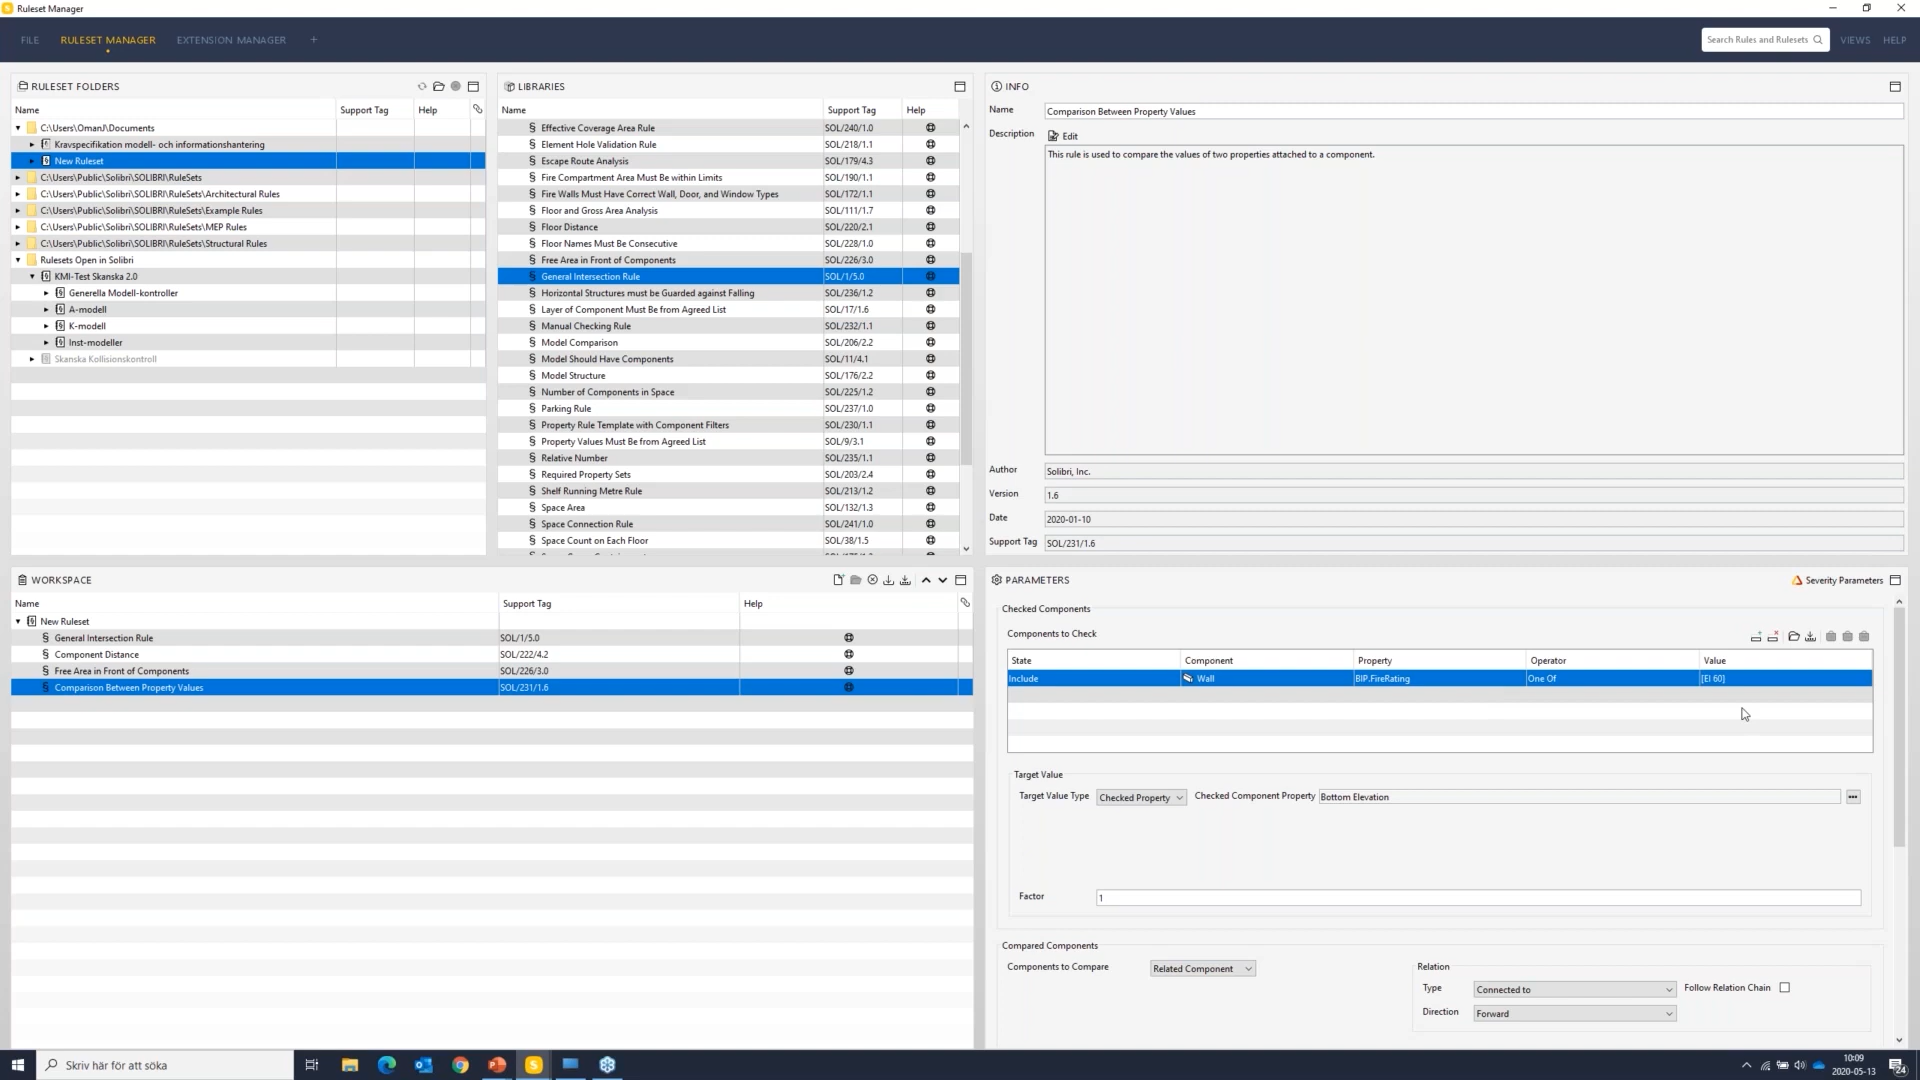 Ruleset Manager
FILE RULESET MANAGER EXTENSION MANAGER + Search Rules and Rulesets VIEWS HELP
RULESET FOLDERS
Name Support Tag Help
C:\Users\OmanJ\Documents
Kravspecifikation modell- och informationshantering
New Ruleset
C:\Users\Public\Solibri\SOLIBRI\RuleSets
C:\Users\Public\Solibri\SOLIBRI\RuleSets\Architectural Rules
C:\Users\Public\Solibri\SOLIBRI\RuleSets\Example Rules
C:\Users\Public\Solibri\SOLIBRI\RuleSets\MEP Rules
C:\Users\Public\Solibri\SOLIBRI\RuleSets\Structural Rules
Rulesets Open in Solibri
KMI-Test Skanska 2.0
Generella Modell-kontroller
A-modell
K-modell
Inst-modeller
Skanska Kollisionskontroll
LIBRARIES
Name Support Tag Help
§ Effective Coverage Area Rule SOL/240/1.0
§ Element Hole Validation Rule SOL/218/1.1
§ Escape Route Analysis SOL/179/4.3
§ Fire Compartment Area Must Be within Limits SOL/190/1.1
§ Fire Walls Must Have Correct Wall, Door, and Window Types SOL/172/1.1
§ Floor and Gross Area Analysis SOL/111/1.7
§ Floor Distance SOL/220/2.1
§ Floor Names Must Be Consecutive SOL/228/1.0
§ Free Area in Front of Components SOL/226/3.0
§ General Intersection Rule SOL/1/5.0
§ Horizontal Structures must be Guarded against Falling SOL/236/1.2
§ Layer of Component Must Be from Agreed List SOL/17/1.6
§ Manual Checking Rule SOL/232/1.1
§ Model Comparison SOL/206/2.2
§ Model Should Have Components SOL/11/4.1
§ Model Structure SOL/176/2.2
§ Number of Components in Space SOL/225/1.2
§ Parking Rule SOL/237/1.0
§ Property Rule Template with Component Filters SOL/230/1.1
§ Property Values Must Be from Agreed List SOL/9/3.1
§ Relative Number SOL/235/1.1
§ Required Property Sets SOL/203/2.4
§ Shelf Running Metre Rule SOL/213/1.2
§ Space Area SOL/132/1.3
§ Space Connection Rule SOL/241/1.0
§ Space Count on Each Floor SOL/38/1.5
INFO
Name Comparison Between Property Values
Description Edit
This rule is used to compare the values of two properties attached to a component.
Author Solibri, Inc.
Version 1.6
Date 2020-01-10
Support Tag SOL/231/1.6
WORKSPACE
Name Support Tag Help
New Ruleset
§ General Intersection Rule SOL/1/5.0
§ Component Distance SOL/222/4.2
§ Free Area in Front of Components SOL/226/3.0
§ Comparison Between Property Values SOL/231/1.6
PARAMETERS Severity Parameters
Checked Components
Components to Check
State Component Property Operator Value
Include Wall BIP.FireRating One Of [EI 60]
Target Value
Target Value Type Checked Property Checked Component Property Bottom Elevation ...
Factor 1
Compared Components
Components to Compare Related Component
Relation
Type Connected to Follow Relation Chain
Direction Forward
Skriv här för att söka
10:09
2020-05-13
24